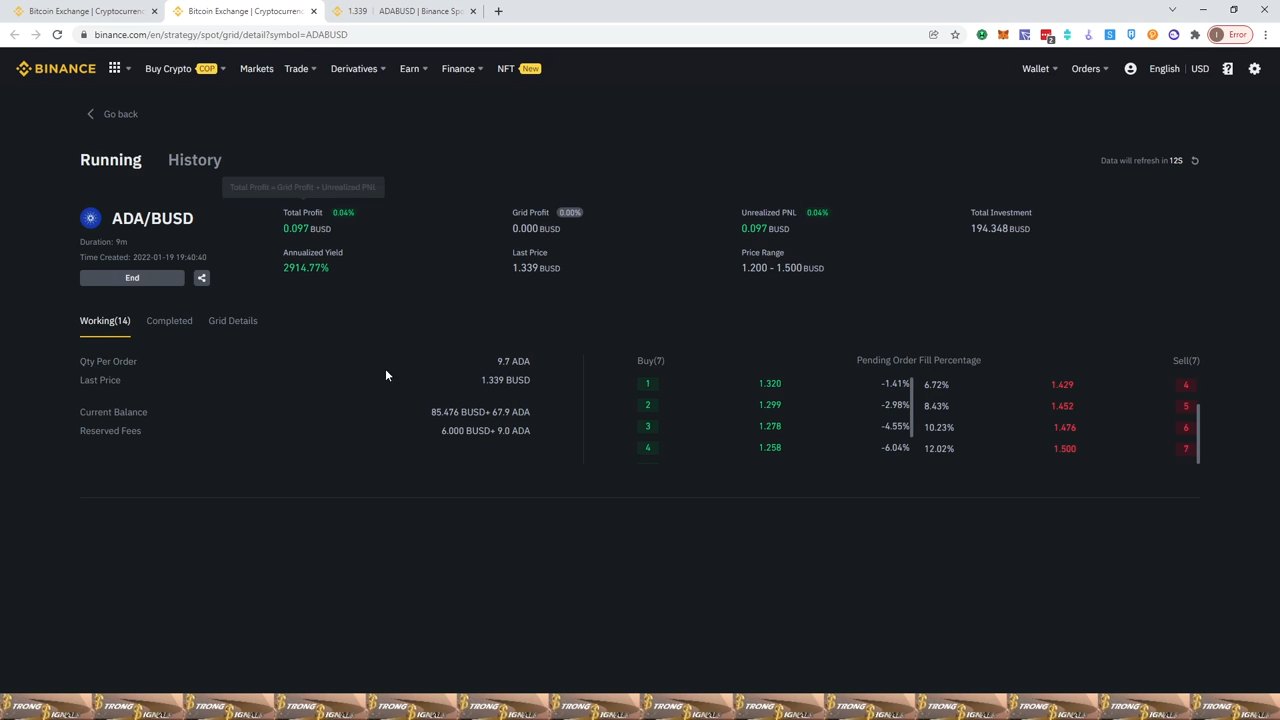 Bitcoin Exchange | Cryptocurrenc
Bitcoin Exchange | Cryptocurrenc
1.339 | ADABUSD | Binance Spo
binance.com/en/strategy/spot/grid/detail?symbol=ADABUSD
2
I Error
BINANCE
Buy Crypto COP
Markets
Trade
Derivatives
Earn
Finance
NFT New
Wallet
Orders
English | USD
Go back
Running
History
Data will refresh in 12S
Total Profit = Grid Profit + Unrealized PNL
ADA/BUSD
Duration: 9m
Time Created: 2022-01-19 19:40:40
End
Total Profit 0.04%
0.097 BUSD
Grid Profit 0.00%
0.000 BUSD
Unrealized PNL 0.04%
0.097 BUSD
Total Investment
194.348 BUSD
Annualized Yield
2914.77%
Last Price
1.339 BUSD
Price Range
1.200 - 1.500 BUSD
Working(14)
Completed
Grid Details
Qty Per Order 9.7 ADA
Last Price 1.339 BUSD
Current Balance 85.476 BUSD+ 67.9 ADA
Reserved Fees 6.000 BUSD+ 9.0 ADA
Buy(7) Pending Order Fill Percentage Sell(7)
1 1.320 -1.41% 6.72% 1.429 4
2 1.299 -2.98% 8.43% 1.452 5
3 1.278 -4.55% 10.23% 1.476 6
4 1.258 -6.04% 12.02% 1.500 7